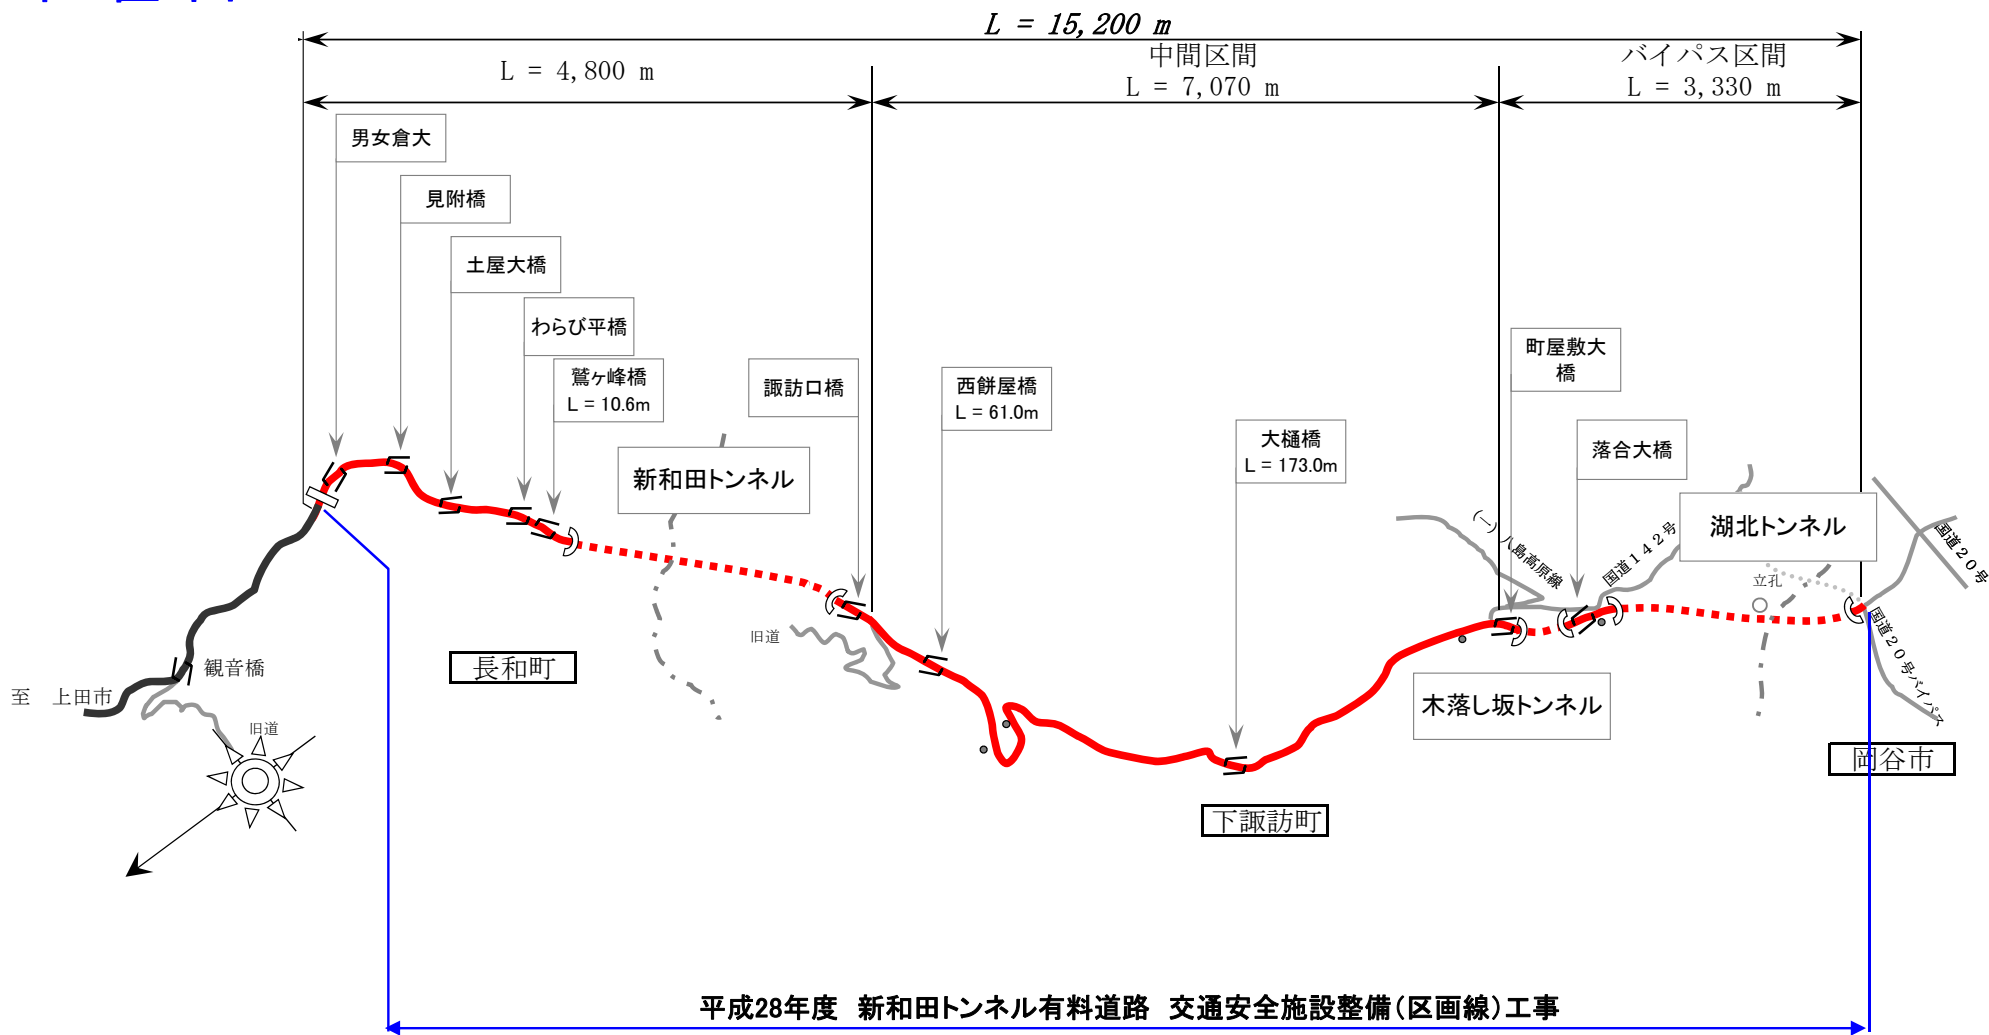 L = 15,200 m
中間区間
バイパス区間
L = 4,800 m
L = 7,070 m
L = 3,330 m
男女倉大
見附橋
土屋大橋
わらび平橋
鷲ヶ峰橋
L = 10.6m
新和田トンネル
諏訪口橋
西餅屋橋
L = 61.0m
大樋橋
L = 173.0m
町屋敷大
橋
落合大橋
湖北トンネル
(一)八島高原線
国道142号
国道20号
立孔
国道20号バイパス
旧道
長和町
観音橋
至 上田市
旧道
木落し坂トンネル
岡谷市
下諏訪町
平成28年度 新和田トンネル有料道路 交通安全施設整備(区画線)工事